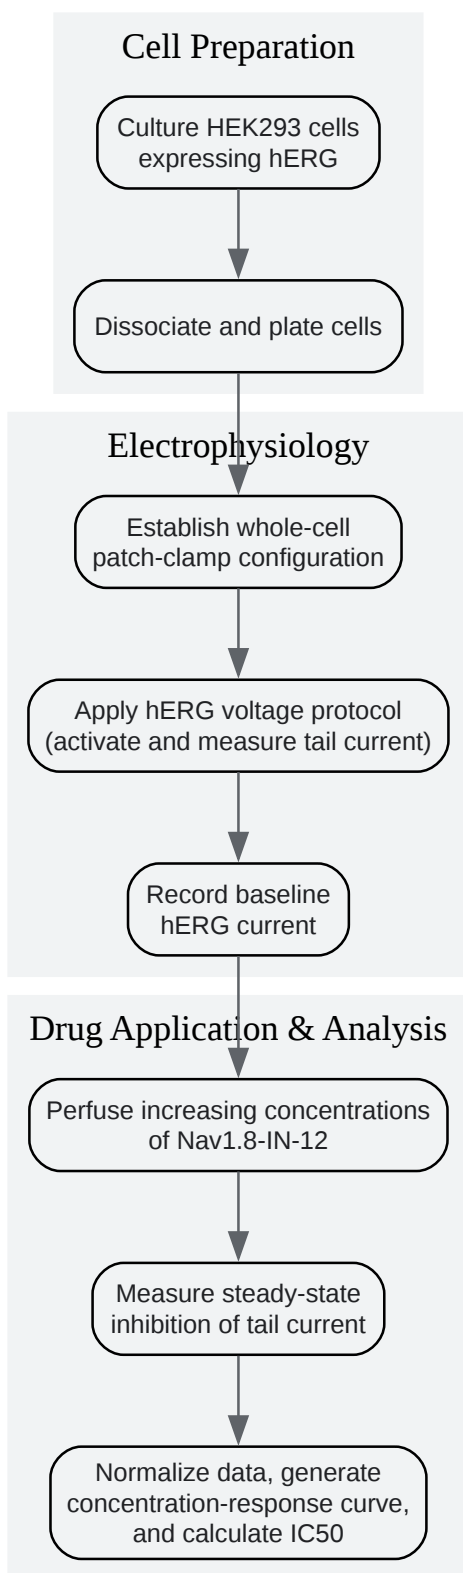 Cell Preparation
Culture HEK293 cells
expressing hERG
Dissociate and plate cells
Electrophysiology
Establish whole-cell
patch-clamp configuration
Apply hERG voltage protocol
(activate and measure tail current)
Record baseline
hERG current
Drug Application & Analysis
Perfuse increasing concentrations
of Nav1.8-IN-12
Measure steady-state
inhibition of tail current
Normalize data, generate
concentration-response curve,
and calculate IC50